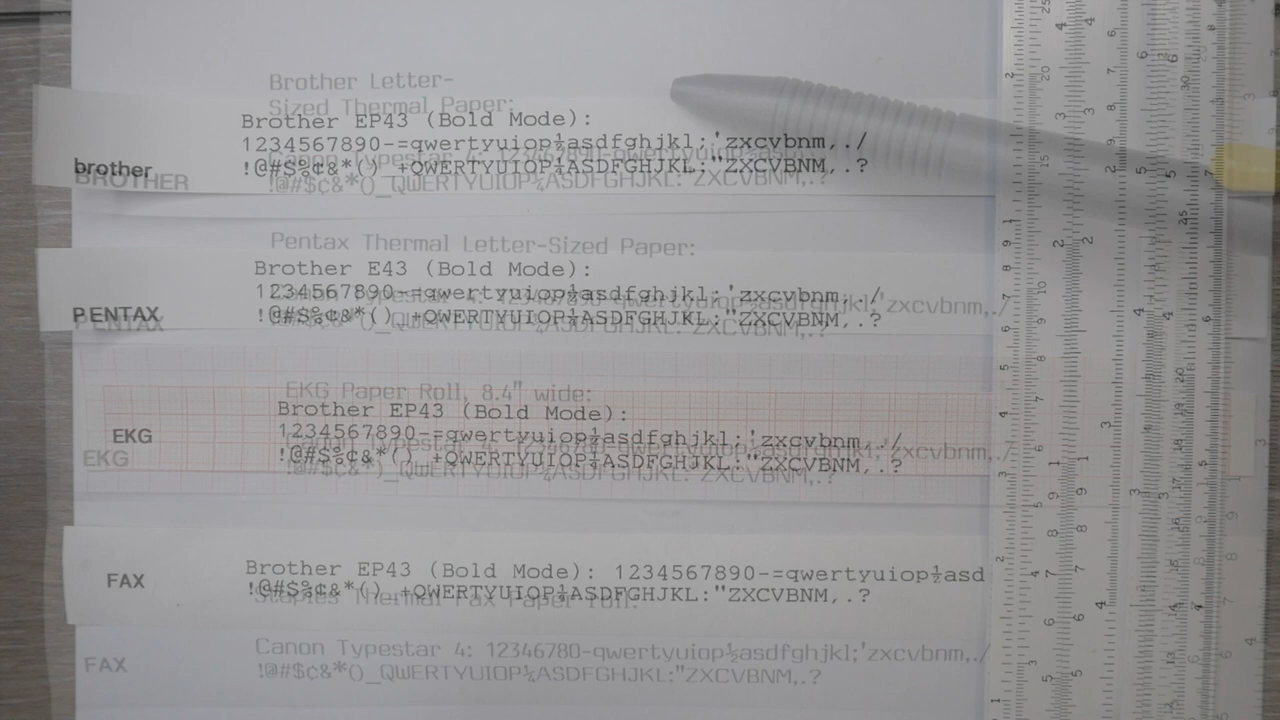 Brother Letter-
Sized Thermal Paper:
Brother EP43 (Bold Mode):
1234567890-=qwertyuiop½asdfghjkl;'zxcvbnm,./
!@#$%¢&*()_+QWERTYUIOP¼ASDFGHJKL:"ZXCVBNM,.?
brother
BROTHER
!@#$¢&*()_QWERTYUIOP¼ASDFGHJKL:"ZXCVBNM,.?
Pentax Thermal Letter-Sized Paper:
Brother E43 (Bold Mode):
1234567890-=qwertyuiop½asdfghjkl;'zxcvbnm,./
!@#$%¢&*()_+QWERTYUIOP¼ASDFGHJKL:"ZXCVBNM,.?
PENTAX
PENTAX
EKG Paper Roll, 8.4" wide:
Brother EP43 (Bold Mode):
1234567890-=qwertyuiop½asdfghjkl;'zxcvbnm,./
!@#$%¢&*()_+QWERTYUIOP¼ASDFGHJKL:"ZXCVBNM,.?
EKG
EKG
Brother EP43 (Bold Mode): 1234567890-=qwertyuiop½asd
!@#$%¢&*()_+QWERTYUIOP¼ASDFGHJKL:"ZXCVBNM,.?
FAX
Staples Thermal Fax Paper roll:
Canon Typestar 4: 12346780-qwertyuiop½asdfghjkl;'zxcvbnm,./
!@#$¢&*()_QWERTYUIOP¼ASDFGHJKL:"ZXCVBNM,.?
FAX